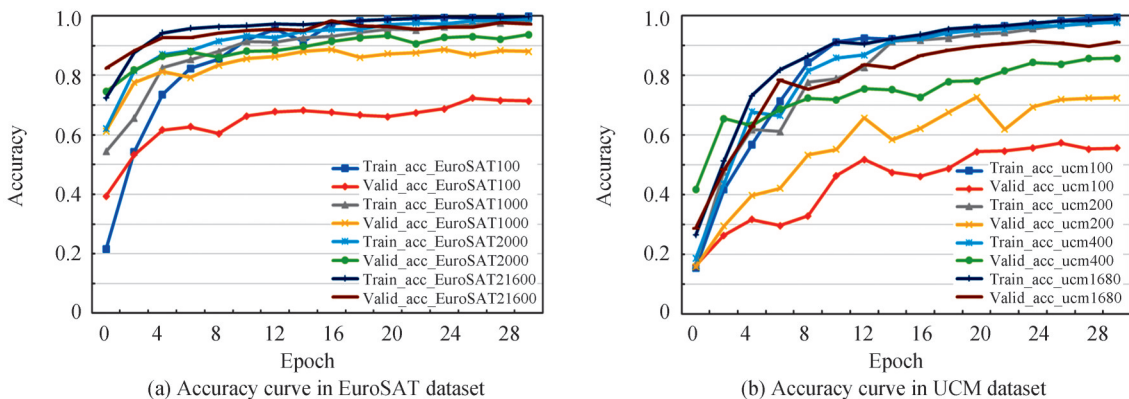 1.0
0.8
0.6
0.4
0.2
0
Accuracy
Train_acc_EuroSAT100
Valid_acc_EuroSAT100
Train_acc_EuroSAT1000
Valid_acc_EuroSAT1000
Train_acc_EuroSAT2000
Valid_acc_EuroSAT2000
Train_acc_EuroSAT21600
Valid_acc_EuroSAT21600
0 4 8 12 16 20 24 28
Epoch
(a) Accuracy curve in EuroSAT dataset
1.0
0.8
0.6
0.4
0.2
0
Accuracy
Train_acc_ucm100
Valid_acc_ucm100
Train_acc_ucm200
Valid_acc_ucm200
Train_acc_ucm400
Valid_acc_ucm400
Train_acc_ucm1680
Valid_acc_ucm1680
0 4 8 12 16 20 24 28
Epoch
(b) Accuracy curve in UCM dataset